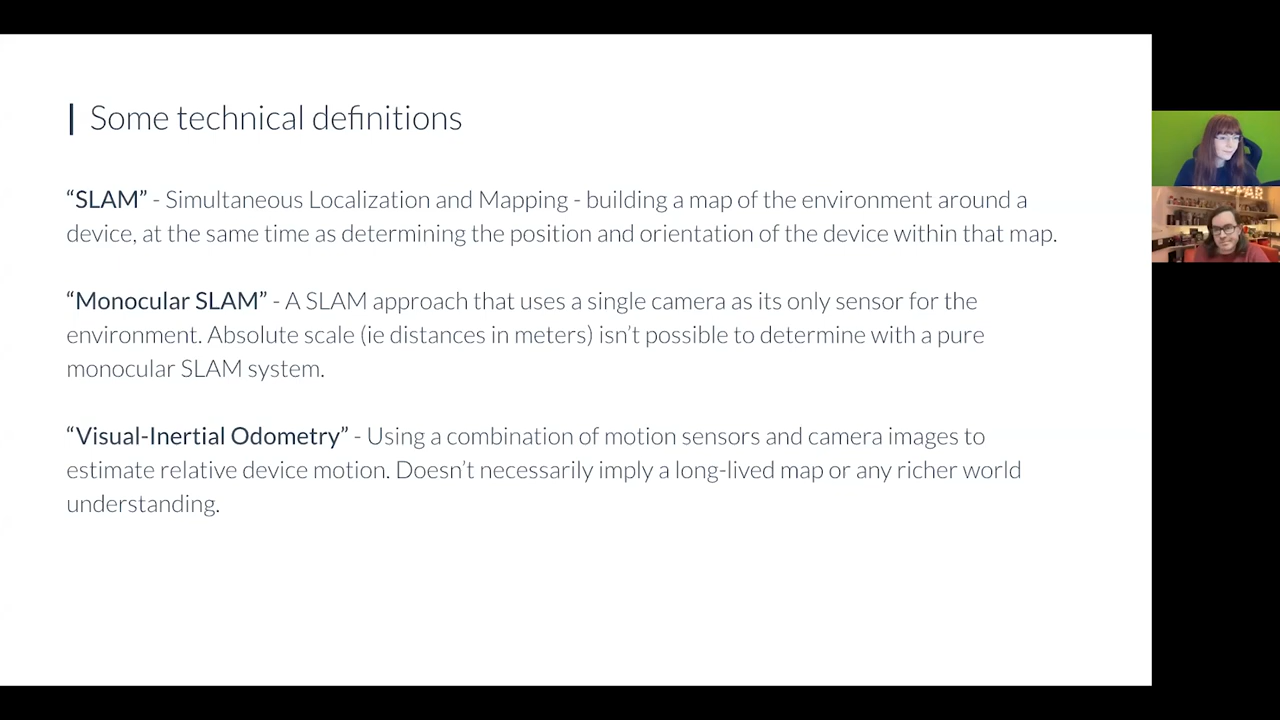 Some technical definitions
“SLAM” - Simultaneous Localization and Mapping - building a map of the environment around a
device, at the same time as determining the position and orientation of the device within that map.
“Monocular SLAM” - A SLAM approach that uses a single camera as its only sensor for the
environment. Absolute scale (ie distances in meters) isn’t possible to determine with a pure
monocular SLAM system.
“Visual-Inertial Odometry” - Using a combination of motion sensors and camera images to
estimate relative device motion. Doesn’t necessarily imply a long-lived map or any richer world
understanding.